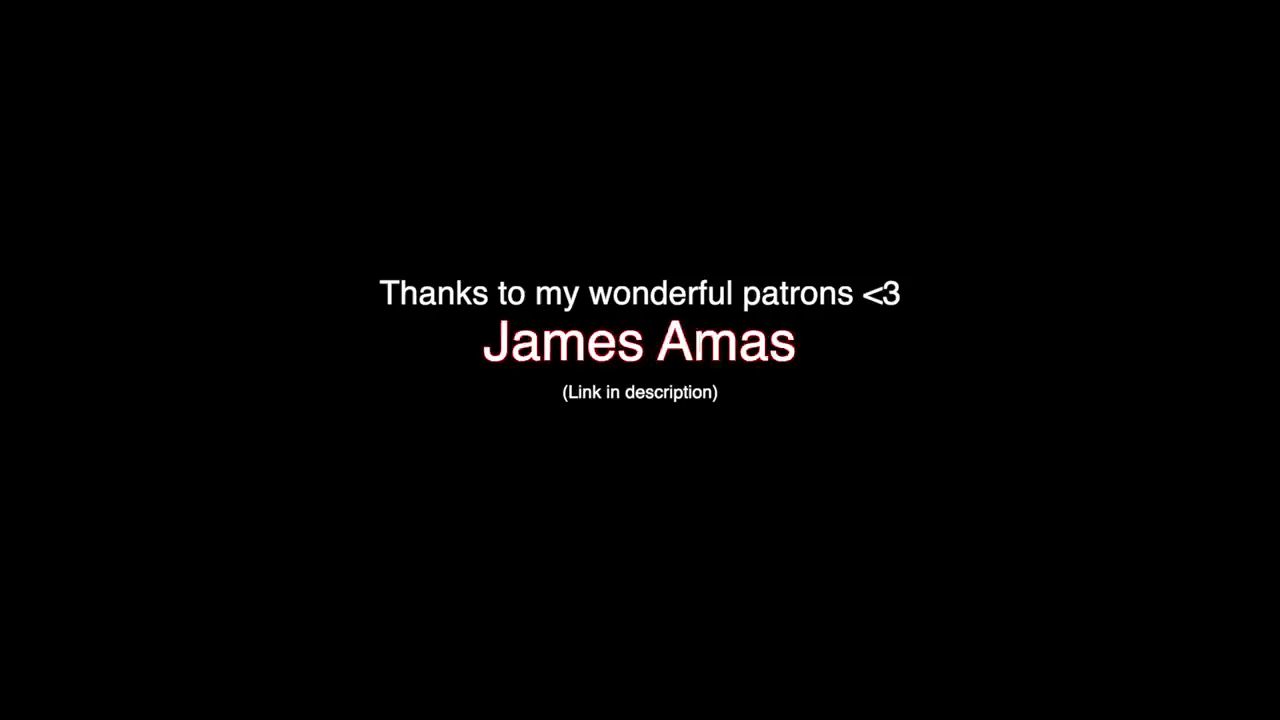 Thanks to my wonderful patrons <3
James Amas
(Link in description)